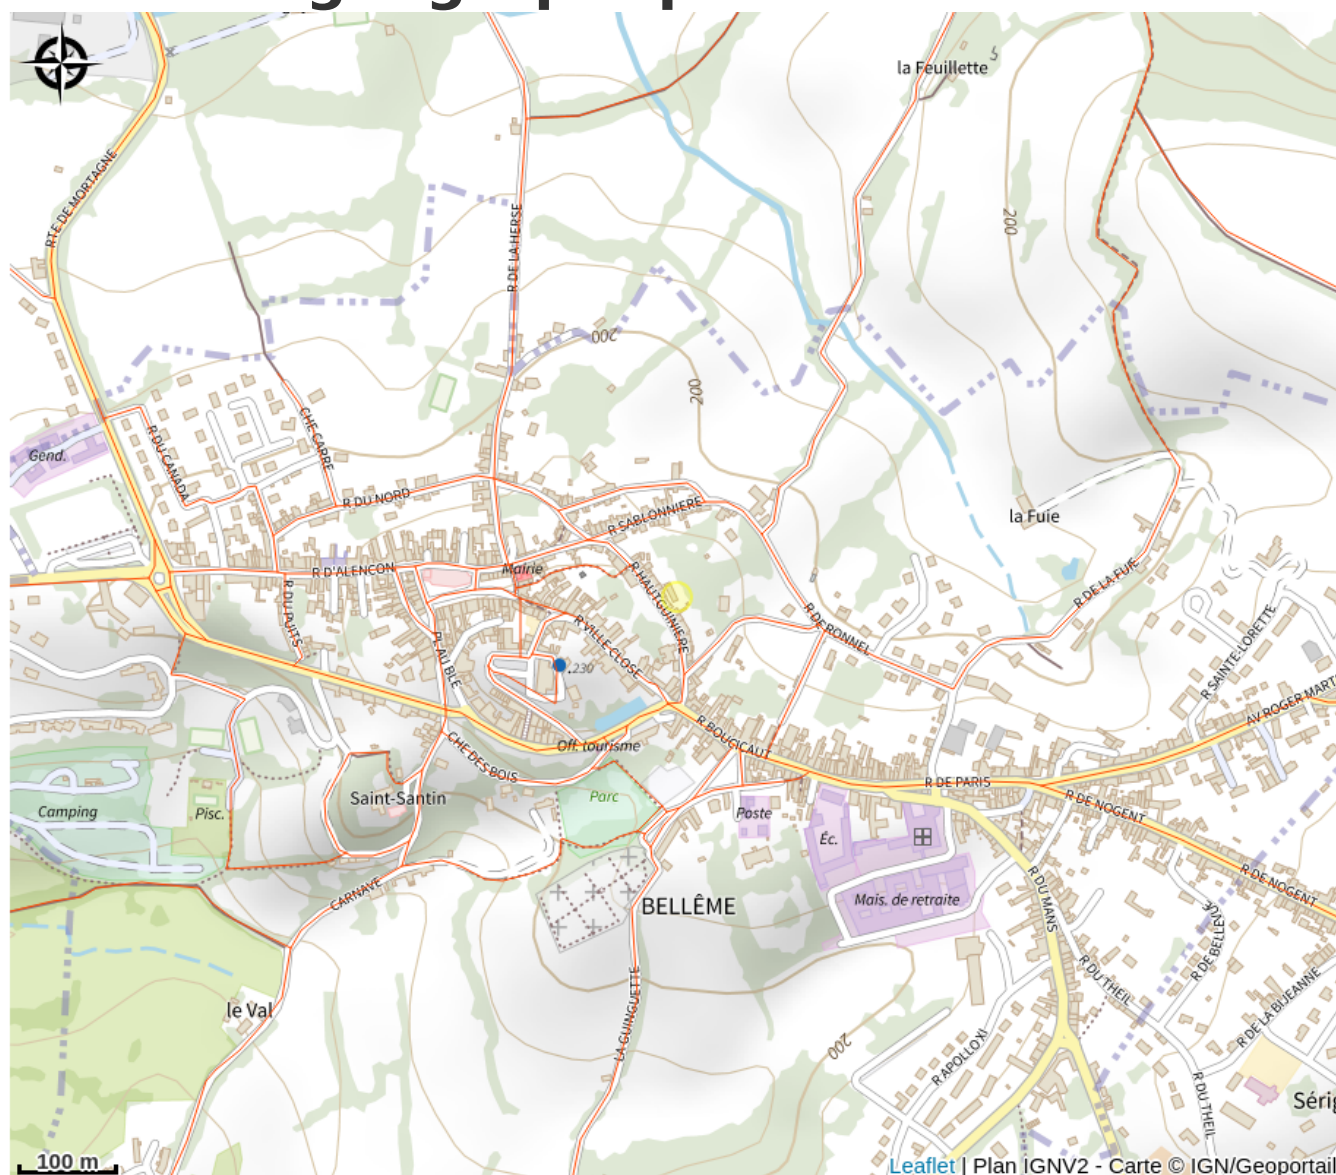 la Feuillette
RTE DE MORTAGNE
R DE LA HERSE
200
200
200
Gend.
R DU CANADA
CHE CARRE
R DU NORD
R SABLONNIERE
la Fuie
R D'ALENCON
Mairie
R HAUTGUINIERE
R DU PUITS
R VILLE CLOSE
R DE RONNEL
R DE LA FUIE
PL AU BLE
230
R SAINTE-LORETTE
AV ROGER MART
R BOUCICAUT
Off. tourisme
CHE DES BOIS
R DE PARIS
Saint-Santin
Parc
Camping
Pisc.
Poste
R DE NOGENT
Éc.
R DE NOGENT
CARNAVE
BELLÊME
Mais. de retraite
R DU MANS
R DE BELLEVUE
le Val
LA GUINGUETTE
R DU THEIL
R DE LA BIJEANNE
200
R APOLLO XI
R DU THEIL
Sérig
100 m
Leaflet | Plan IGNV2 - Carte © IGN/Geoportail